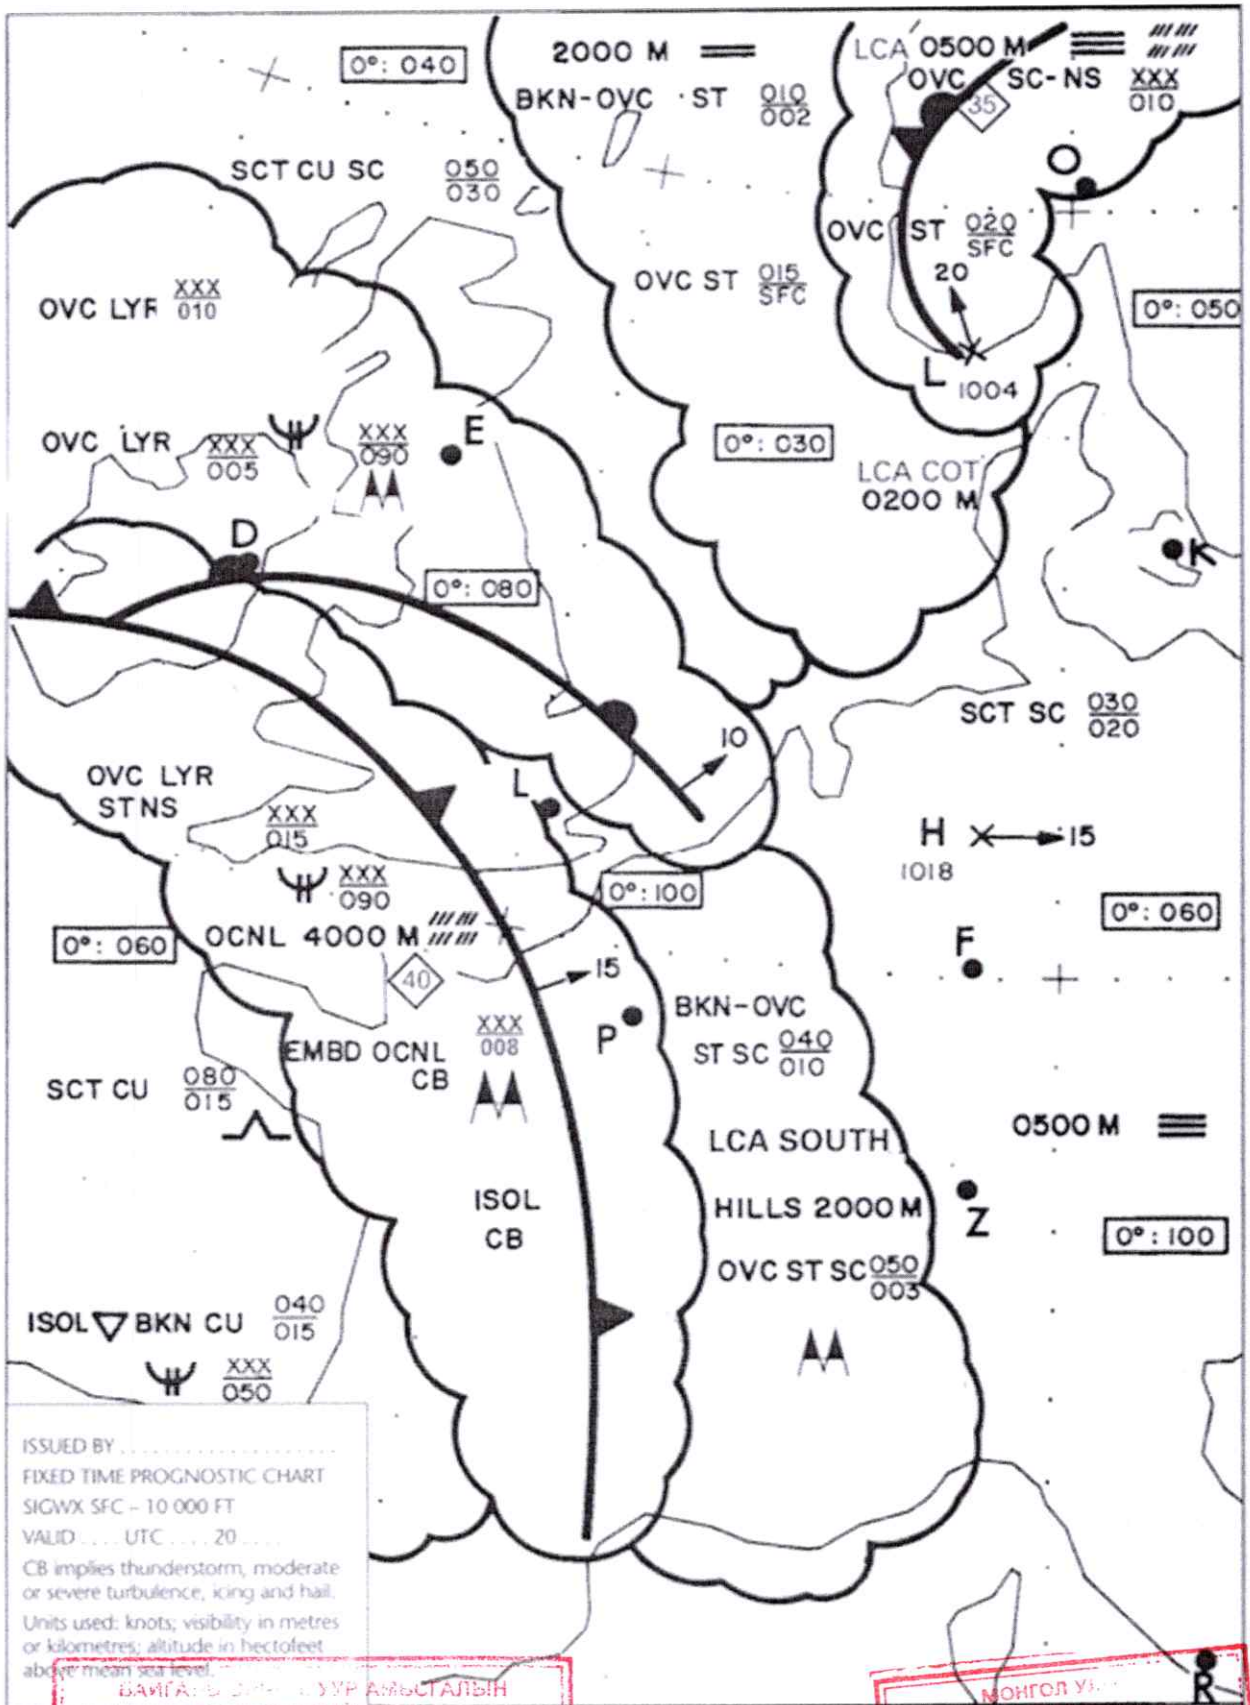 0°: 040
2000 M
LCA 0500 M
BKN-OVC ST 010
002
OVC SC-NS XXX
010
35
SCT CU SC 050
030
O
OVC ST 020
SFC
20
OVC LYR XXX
010
OVC ST 015
SFC
0°: 050
L 1004
OVC LYR XXX
005
XXX
090
E
0°: 030
LCA COT
0200 M
D
K
0°: 080
SCT SC 030
020
10
OVC LYR
ST NS
XXX
015
L
H
1018
15
XXX
090
0°: 100
0°: 060
0°: 060
OCNL 4000 M
F
40
15
BKN-OVC
ST SC 040
010
P
EMBD OCNL
CB
XXX
008
SCT CU 080
015
LCA SOUTH
HILLS 2000 M
OVC ST SC 050
003
0500 M
Z
0°: 100
ISOL
CB
ISOL BKN CU 040
015
XXX
050
ISSUED BY ....................
FIXED TIME PROGNOSTIC CHART
SIGWX SFC – 10 000 FT
VALID .... UTC .... 20 ....
CB implies thunderstorm, moderate
or severe turbulence, icing and hail.
Units used: knots; visibility in metres
or kilometres; altitude in hectofeet
above mean sea level.
УУР АМЬСГАЛЫН
МОНГОЛ
R